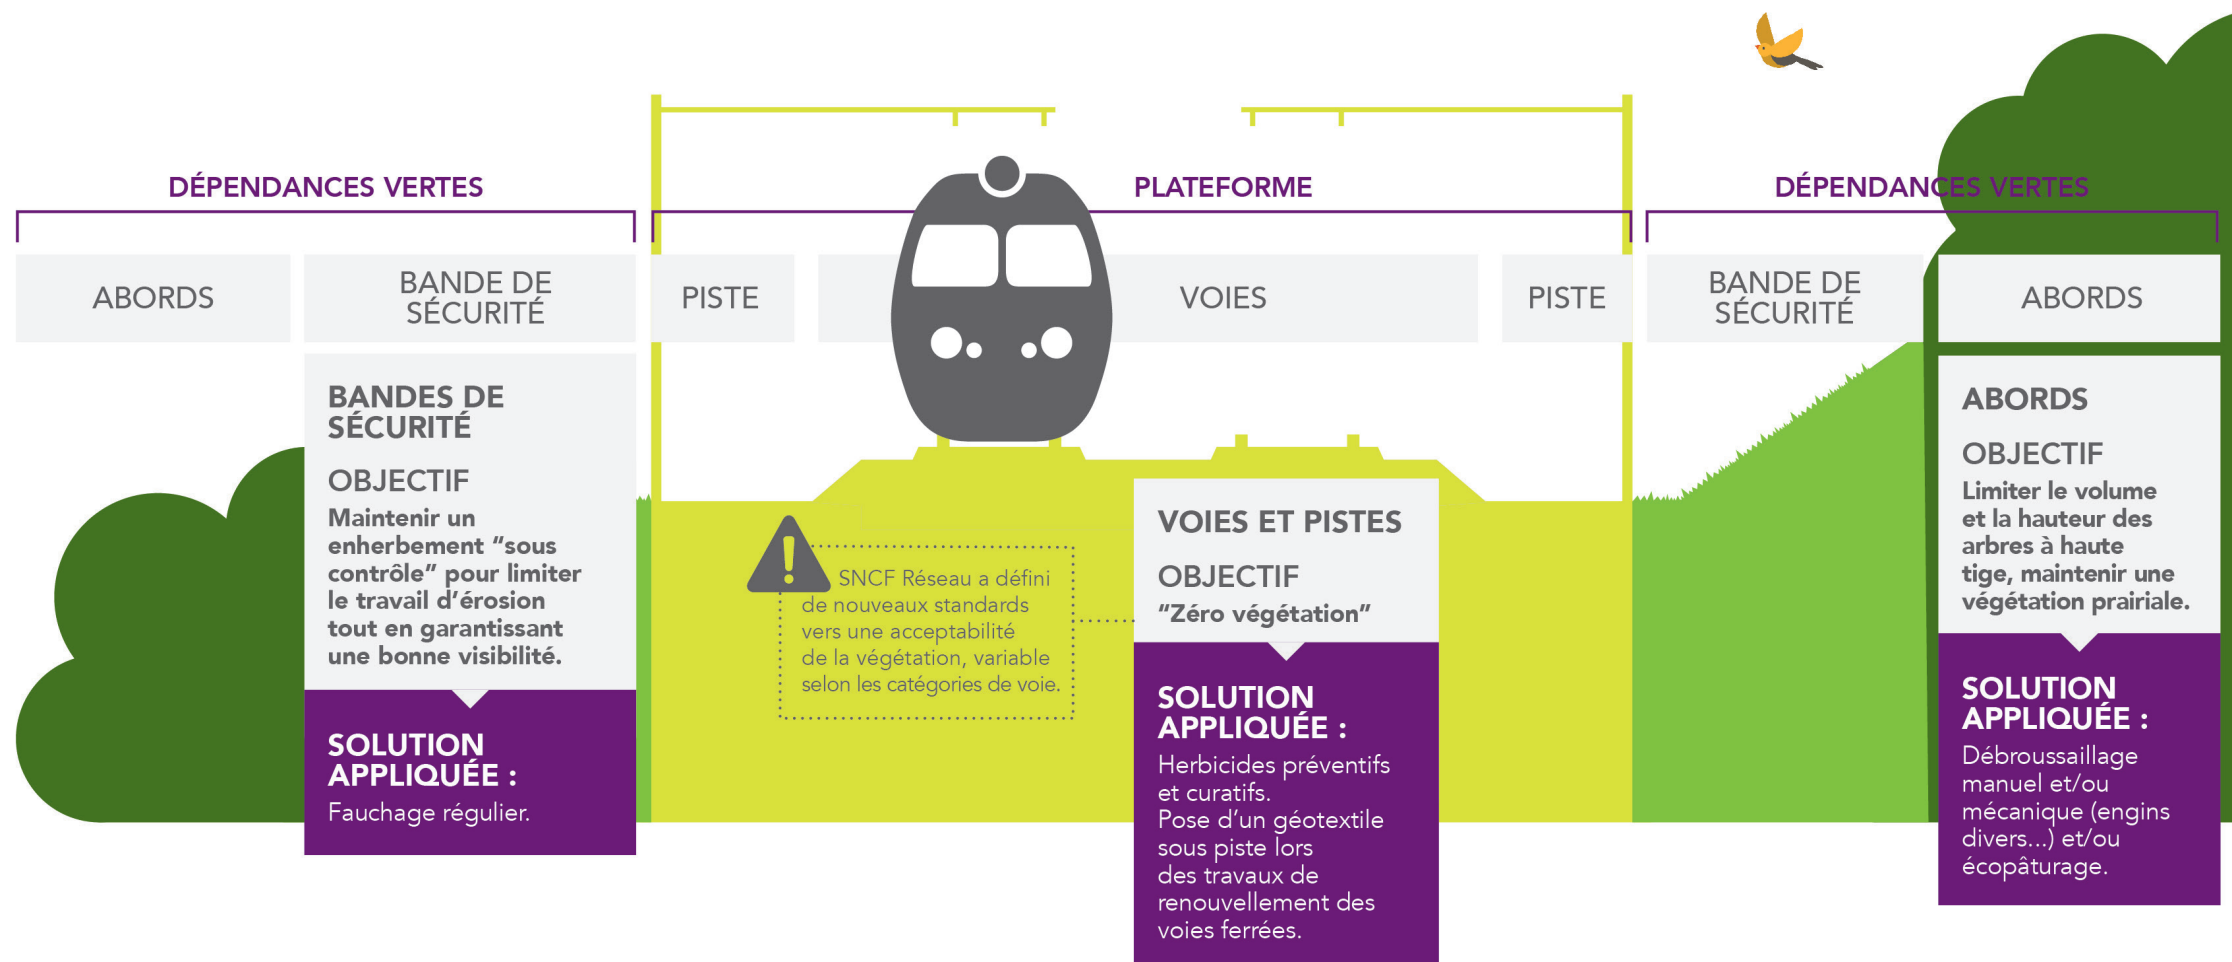 DÉPENDANCES VERTES
PLATEFORME
DÉPENDANCES VERTES
ABORDS
BANDE DE
SÉCURITÉ
PISTE
VOIES
PISTE
BANDE DE
SÉCURITÉ
ABORDS
BANDES DE
SÉCURITÉ
OBJECTIF
Maintenir un
enherbement “sous
contrôle” pour limiter
le travail d’érosion
tout en garantissant
une bonne visibilité.
SOLUTION
APPLIQUÉE :
Fauchage régulier.
!
SNCF Réseau a défini
de nouveaux standards
vers une acceptabilité
de la végétation, variable
selon les catégories de voie.
VOIES ET PISTES
OBJECTIF
“Zéro végétation”
SOLUTION
APPLIQUÉE :
Herbicides préventifs
et curatifs.
Pose d’un géotextile
sous piste lors
des travaux de
renouvellement des
voies ferrées.
ABORDS
OBJECTIF
Limiter le volume
et la hauteur des
arbres à haute
tige, maintenir une
végétation prairiale.
SOLUTION
APPLIQUÉE :
Débroussaillage
manuel et/ou
mécanique (engins
divers...) et/ou
écopâturage.